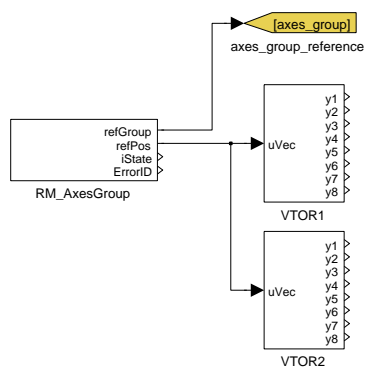 [axes_group]
axes_group_reference
refGroup
refPos
iState
ErrorID
RM_AxesGroup
uVec
y1
y2
y3
y4
y5
y6
y7
y8
VTOR1
uVec
y1
y2
y3
y4
y5
y6
y7
y8
VTOR2